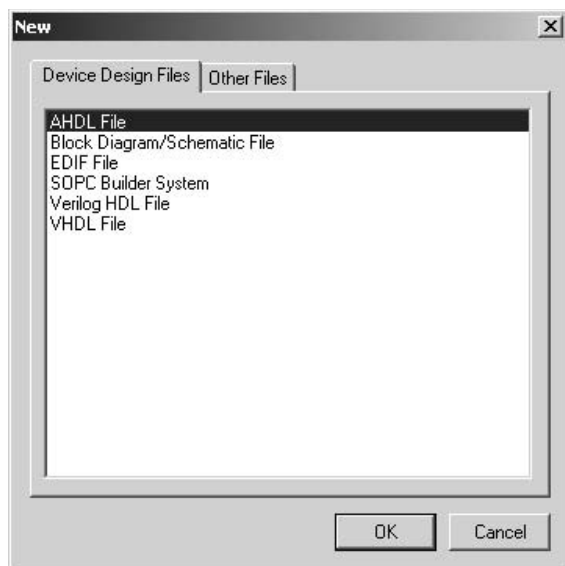 New
Device Design Files
Other Files
AHDL File
Block Diagram/Schematic File
EDIF File
SOPC Builder System
Verilog HDL File
VHDL File
OK
Cancel